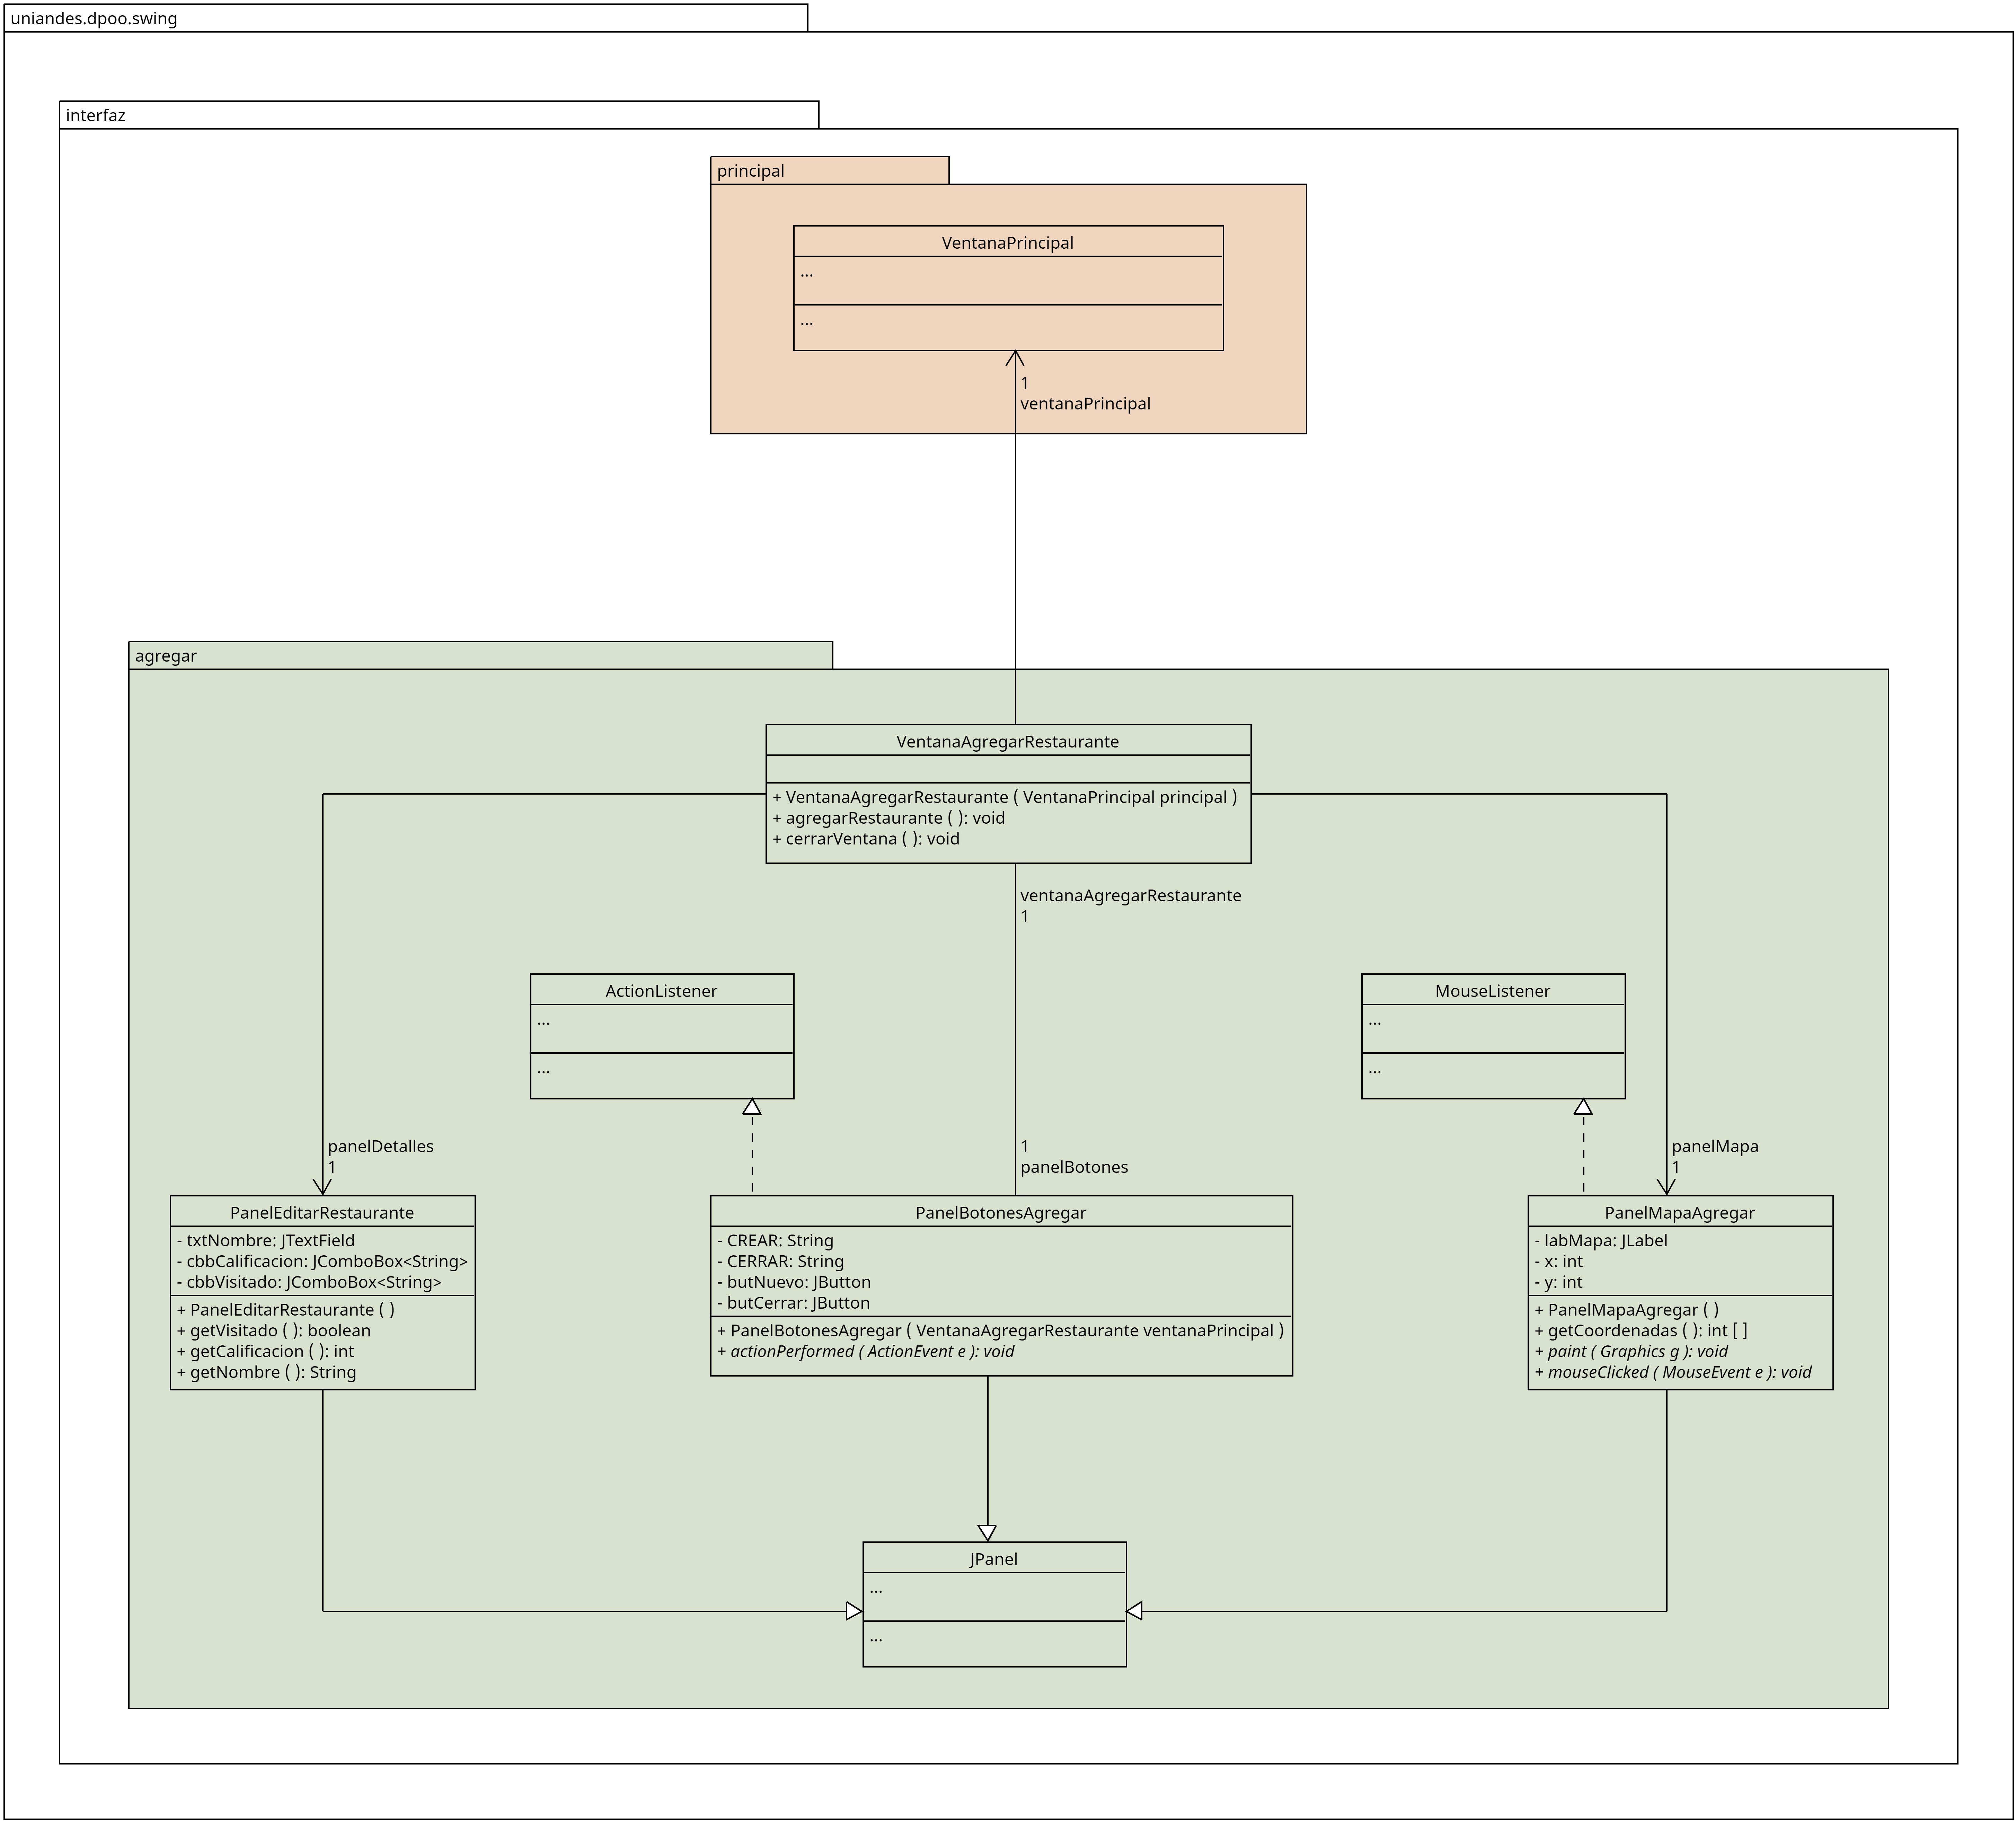 uniandes.dpoo.swing
interfaz
principal
VentanaPrincipal
...
...
1
ventanaPrincipal
agregar
VentanaAgregarRestaurante
+ VentanaAgregarRestaurante ( VentanaPrincipal principal )
+ agregarRestaurante ( ): void
+ cerrarVentana ( ): void
ventanaAgregarRestaurante
1
ActionListener
...
...
MouseListener
...
...
panelDetalles
1
1
panelBotones
panelMapa
1
PanelEditarRestaurante
- txtNombre: JTextField
- cbbCalificacion: JComboBox<String>
- cbbVisitado: JComboBox<String>
+ PanelEditarRestaurante ( )
+ getVisitado ( ): boolean
+ getCalificacion ( ): int
+ getNombre ( ): String
PanelBotonesAgregar
- CREAR: String
- CERRAR: String
- butNuevo: JButton
- butCerrar: JButton
+ PanelBotonesAgregar ( VentanaAgregarRestaurante ventanaPrincipal )
+ actionPerformed ( ActionEvent e ): void
PanelMapaAgregar
- labMapa: JLabel
- x: int
- y: int
+ PanelMapaAgregar ( )
+ getCoordenadas ( ): int [ ]
+ paint ( Graphics g ): void
+ mouseClicked ( MouseEvent e ): void
JPanel
...
...